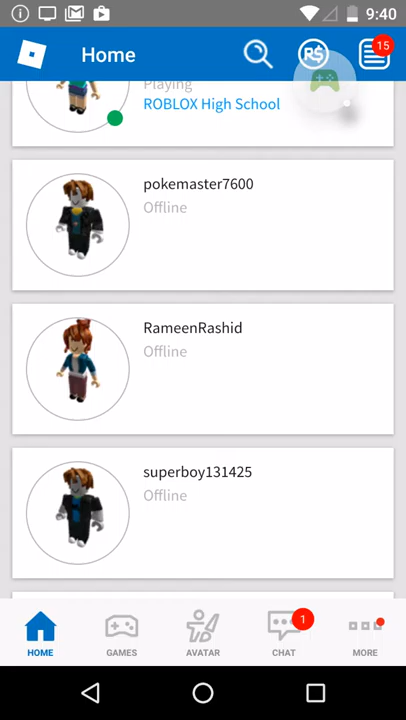 9:40
Home
R$
15
Playing
ROBLOX High School
pokemaster7600
Offline
RameenRashid
Offline
superboy131425
Offline
1
HOME
GAMES
AVATAR
CHAT
MORE